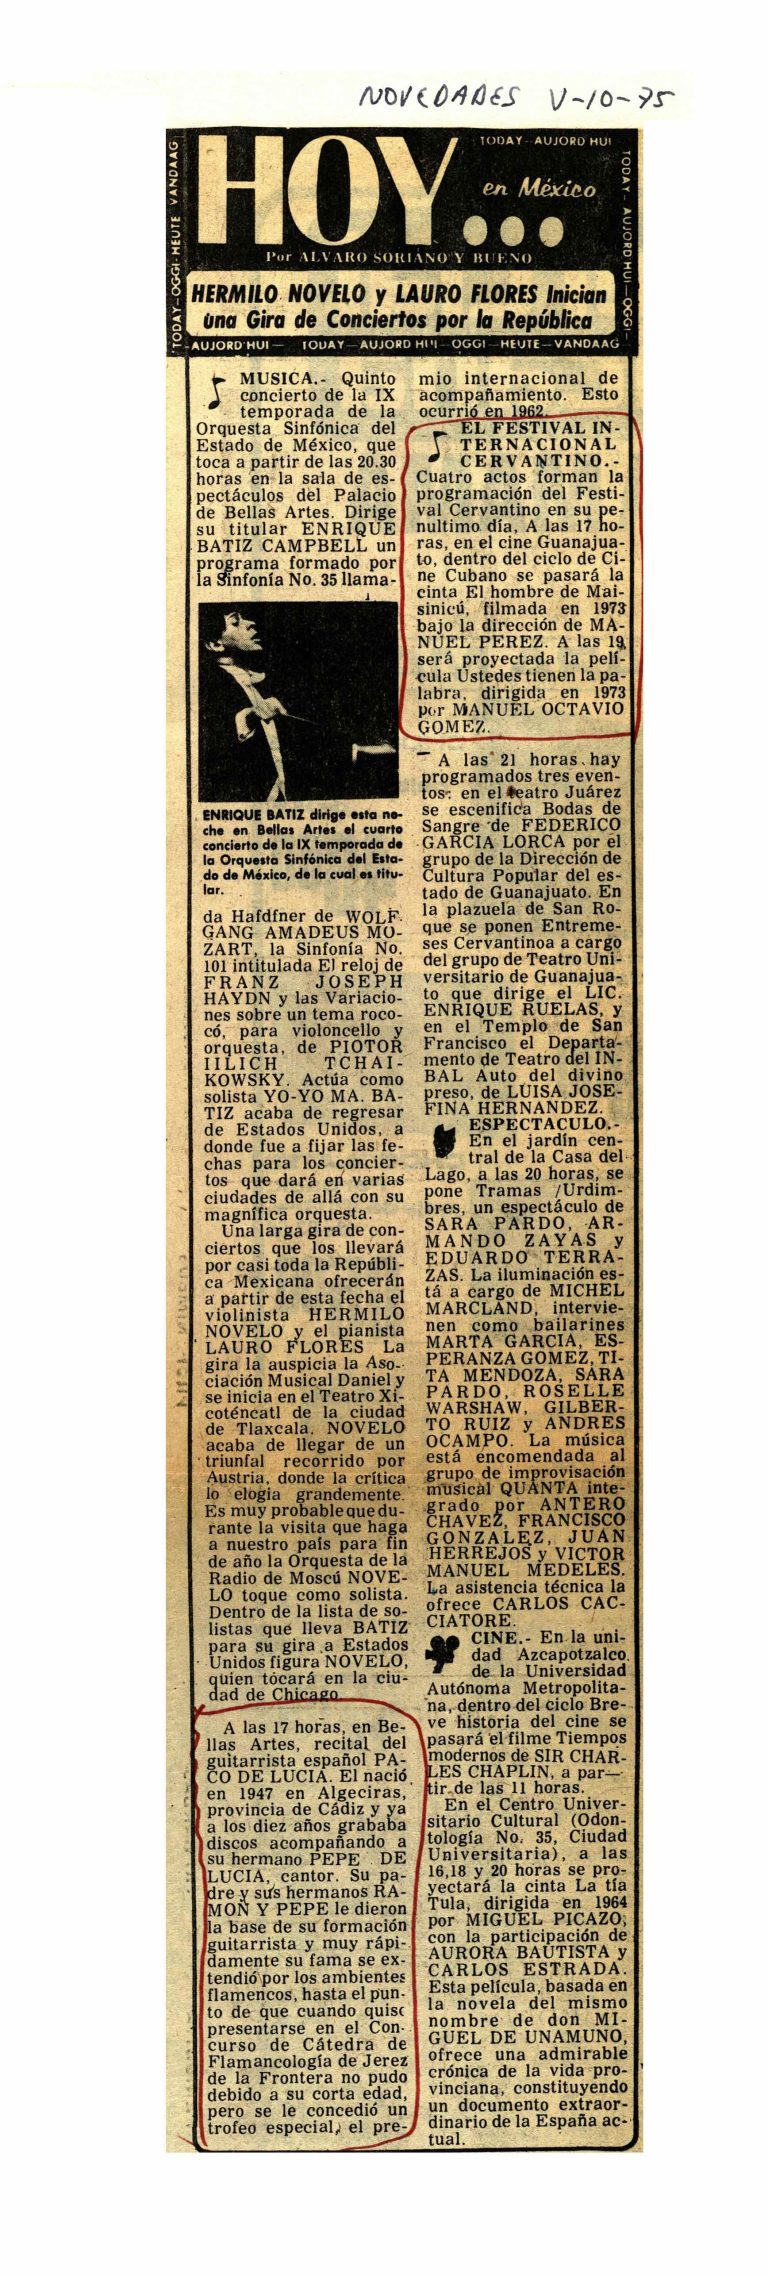 NOVEDADES V-10-75
TODAY—AUJORD HUI
HOY...
en México
Por ALVARO SORIANO Y BUENO
TODAY—OGGI—HEUTE VANDAAG
TODAY—AUJORD HUI—OGGI—
HERMILO NOVELO y LAURO FLORES Inician
una Gira de Conciertos por la República
AUJORD'HUI— TODAY—AUJORD HUI—OGGI—HEUTE—VANDAAG
MUSICA.- Quinto
concierto de la IX
temporada de la
Orquesta Sinfónica del
Estado de México, que
toca a partir de las 20.30
horas en la sala de es-
pectáculos del Palacio
de Bellas Artes. Dirige
su titular ENRIQUE
BATIZ CAMPBELL un
programa formado por
la Sinfonía No. 35 llama-
ENRIQUE BATIZ dirige esta no-
che en Bellas Artes el cuarto
concierto de la IX temporada de
la Orquesta Sinfónica del Esta-
do de México, de la cual es titu-
lar.
da Hafdfner de WOLF-
GANG AMADEUS MO-
ZART, la Sinfonía No.
101 intitulada El reloj de
FRANZ JOSEPH
HAYDN y las Variacio-
nes sobre un tema roco-
có, para violoncello y
orquesta, de PIOTOR
IILICH TCHAI-
KOWSKY. Actúa como
solista YO-YO MA. BA-
TIZ acaba de regresar
de Estados Unidos, a
donde fue a fijar las fe-
chas para los concier-
tos que dará en varias
ciudades de allá con su
magnífica orquesta.
Una larga gira de con-
ciertos que los llevará
por casi toda la Repúbli-
ca Mexicana ofrecerán
a partir de esta fecha el
violinista HERMILO
NOVELO y el pianista
LAURO FLORES La
gira la auspicia la Aso-
ciación Musical Daniel y
se inicia en el Teatro Xi-
coténcatl de la ciudad
de Tlaxcala. NOVELO
acaba de llegar de un
triunfal recorrido por
Austria, donde la crítica
lo elogia grandemente.
Es muy probable que du-
rante la visita que haga
a nuestro país para fin
de año la Orquesta de la
Radio de Moscú NOVE-
LO toque como solista.
Dentro de la lista de so-
listas que lleva BATIZ
para su gira a Estados
Unidos figura NOVELO,
quien tocará en la ciu-
dad de Chicago.
A las 17 horas, en Be-
llas Artes, recital del
guitarrista español PA-
CO DE LUCIA. El nació
en 1947 en Algeciras,
provincia de Cádiz y ya
a los diez años grababa
discos acompañando a
su hermano PEPE DE
LUCIA, cantor. Su pa-
dre y sus hermanos RA-
MON Y PEPE le dieron
la base de su formación
guitarrista y muy rápi-
damente su fama se ex-
tendió por los ambientes
flamencos, hasta el pun-
to de que cuando quiso
presentarse en el Con-
curso de Cátedra de
Flamancología de Jerez
de la Frontera no pudo
debido a su corta edad,
pero se le concedió un
trofeo especial, el pre-
mio internacional de
acompañamiento. Esto
ocurrió en 1962.
EL FESTIVAL IN-
TERNACIONAL
CERVANTINO.-
Cuatro actos forman la
programación del Festi-
val Cervantino en su pe-
nultimo día, A las 17 ho-
ras, en el cine Guanajua-
to, dentro del ciclo de Ci-
ne Cubano se pasará la
cinta El hombre de Mai-
sinicú, filmada en 1973
bajo la dirección de MA-
NUEL PEREZ. A las 19
será proyectada la pelí-
cula Ustedes tienen la pa-
labra, dirigida en 1973
por MANUEL OCTAVIO
GOMEZ.
A las 21 horas hay
programados tres even-
tos: en el teatro Juárez
se escenifica Bodas de
Sangre de FEDERICO
GARCIA LORCA por el
grupo de la Dirección de
Cultura Popular del es-
tado de Guanajuato. En
la plazuela de San Ro-
que se ponen Entreme-
ses Cervantinoa a cargo
del grupo de Teatro Uni-
versitario de Guanajua-
to que dirige el LIC.
ENRIQUE RUELAS, y
en el Templo de San
Francisco el Departa-
mento de Teatro del IN-
BAL Auto del divino
preso, de LUISA JOSE-
FINA HERNANDEZ.
ESPECTACULO.-
En el jardín cen-
tral de la Casa del
Lago, a las 20 horas, se
pone Tramas /Urdim-
bres, un espectáculo de
SARA PARDO, AR-
MANDO ZAYAS y
EDUARDO TERRA-
ZAS. La iluminación es-
tá a cargo de MICHEL
MARCLAND, intervie-
nen como bailarines
MARTA GARCIA, ES-
PERANZA GOMEZ, TI-
TA MENDOZA, SARA
PARDO, ROSELLE
WARSHAW, GILBER-
TO RUIZ y ANDRES
OCAMPO. La música
está encomendada al
grupo de improvisación
musical QUANTA inte-
grado por ANTERO
CHAVEZ, FRANCISCO
GONZALEZ, JUAN
HERREJOS y VICTOR
MANUEL MEDELES.
La asistencia técnica la
ofrece CARLOS CAC-
CIATORE.
CINE.- En la uni-
dad Azcapotzalco
de la Universidad
Autónoma Metropolita-
na, dentro del ciclo Bre-
ve historia del cine se
pasará el filme Tiempos
modernos de SIR CHAR-
LES CHAPLIN, a par—
tir de las 11 horas.
En el Centro Univer-
sitario Cultural (Odon-
tología No. 35, Ciudad
Universitaria), a las
16,18 y 20 horas se pro-
yectará la cinta La tía
Tula, dirigida en 1964
por MIGUEL PICAZO,
con la participación de
AURORA BAUTISTA y
CARLOS ESTRADA.
Esta película, basada en
la novela del mismo
nombre de don MI-
GUEL DE UNAMUNO,
ofrece una admirable
crónica de la vida pro-
vinciana, constituyendo
un documento extraor-
dinario de la España ac-
tual.